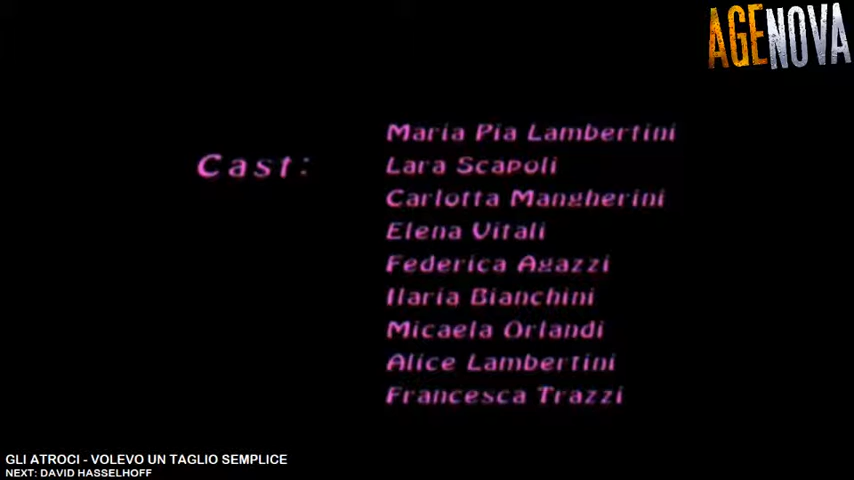 AGENOVA
Cast:
Maria Pia Lambertini
Lara Scapoli
Carlotta Mangherini
Elena Vitali
Federica Agazzi
Ilaria Bianchini
Micaela Orlandi
Alice Lambertini
Francesca Trazzi
GLI ATROCI - VOLEVO UN TAGLIO SEMPLICE
NEXT: DAVID HASSELHOFF